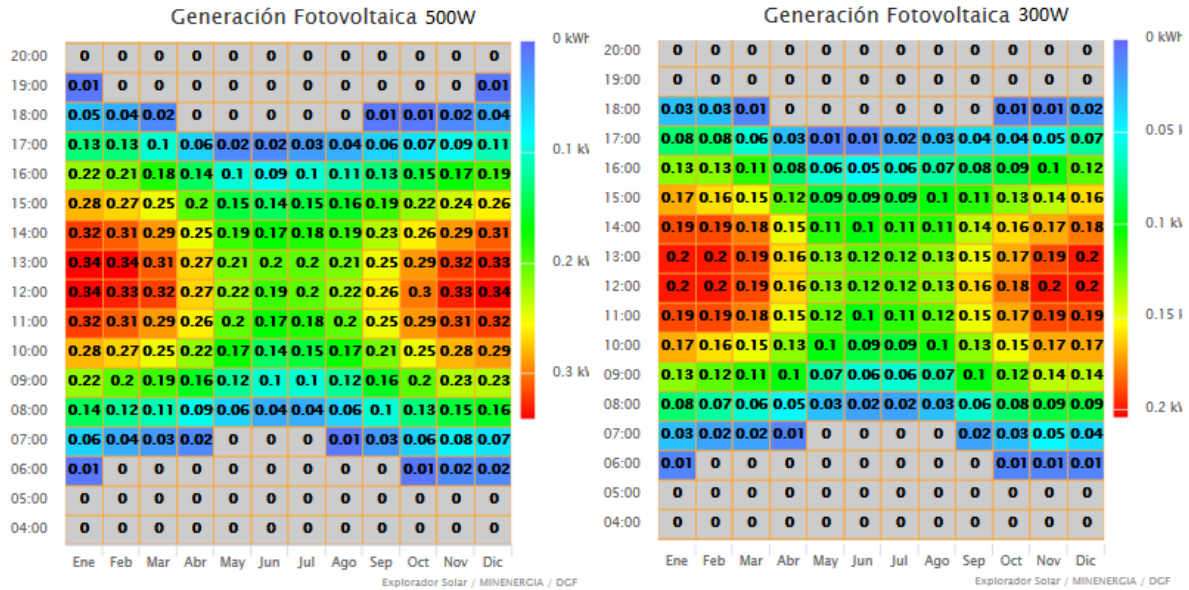 Generación Fotovoltaica 500W
0 kWh
20:00 0 0 0 0 0 0 0 0 0 0 0 0
19:00 0.01 0 0 0 0 0 0 0 0 0 0 0.01
18:00 0.05 0.04 0.02 0 0 0 0 0 0.01 0.01 0.02 0.04
17:00 0.13 0.13 0.1 0.06 0.02 0.02 0.03 0.04 0.06 0.07 0.09 0.11
0.1 k
16:00 0.22 0.21 0.18 0.14 0.1 0.09 0.1 0.11 0.13 0.15 0.17 0.19
15:00 0.28 0.27 0.25 0.2 0.15 0.14 0.15 0.16 0.19 0.22 0.24 0.26
14:00 0.32 0.31 0.29 0.25 0.19 0.17 0.18 0.19 0.23 0.26 0.29 0.31
13:00 0.34 0.34 0.31 0.27 0.21 0.2 0.2 0.21 0.25 0.29 0.32 0.33
0.2 k
12:00 0.34 0.33 0.32 0.27 0.22 0.19 0.2 0.22 0.26 0.3 0.33 0.34
11:00 0.32 0.31 0.29 0.26 0.2 0.17 0.18 0.2 0.25 0.29 0.31 0.32
10:00 0.28 0.27 0.25 0.22 0.17 0.14 0.15 0.17 0.21 0.25 0.28 0.29
09:00 0.22 0.2 0.19 0.16 0.12 0.1 0.1 0.12 0.16 0.2 0.23 0.23
0.3 k
08:00 0.14 0.12 0.11 0.09 0.06 0.04 0.04 0.06 0.1 0.13 0.15 0.16
07:00 0.06 0.04 0.03 0.02 0 0 0 0.01 0.03 0.06 0.08 0.07
06:00 0.01 0 0 0 0 0 0 0 0 0.01 0.02 0.02
05:00 0 0 0 0 0 0 0 0 0 0 0 0
04:00 0 0 0 0 0 0 0 0 0 0 0 0
Ene Feb Mar Abr May Jun Jul Ago Sep Oct Nov Dic
Explorador Solar / MINENERGIA / DGF
Generación Fotovoltaica 300W
0 kWh
20:00 0 0 0 0 0 0 0 0 0 0 0 0
19:00 0 0 0 0 0 0 0 0 0 0 0 0
18:00 0.03 0.03 0.01 0 0 0 0 0 0 0.01 0.01 0.02
0.05 k
17:00 0.08 0.08 0.06 0.03 0.01 0.01 0.02 0.03 0.04 0.04 0.05 0.07
16:00 0.13 0.13 0.11 0.08 0.06 0.05 0.06 0.07 0.08 0.09 0.1 0.12
15:00 0.17 0.16 0.15 0.12 0.09 0.09 0.09 0.1 0.11 0.13 0.14 0.16
0.1 k
14:00 0.19 0.19 0.18 0.15 0.11 0.1 0.11 0.11 0.14 0.16 0.17 0.18
13:00 0.2 0.2 0.19 0.16 0.13 0.12 0.12 0.13 0.15 0.17 0.19 0.2
12:00 0.2 0.2 0.19 0.16 0.13 0.12 0.12 0.13 0.16 0.18 0.2 0.2
0.15 k
11:00 0.19 0.19 0.18 0.15 0.12 0.1 0.11 0.12 0.15 0.17 0.19 0.19
10:00 0.17 0.16 0.15 0.13 0.1 0.09 0.09 0.1 0.13 0.15 0.17 0.17
09:00 0.13 0.12 0.11 0.1 0.07 0.06 0.06 0.07 0.1 0.12 0.14 0.14
08:00 0.08 0.07 0.06 0.05 0.03 0.02 0.02 0.03 0.06 0.08 0.09 0.09
0.2 k
07:00 0.03 0.02 0.02 0.01 0 0 0 0 0.02 0.03 0.05 0.04
06:00 0.01 0 0 0 0 0 0 0 0 0.01 0.01 0.01
05:00 0 0 0 0 0 0 0 0 0 0 0 0
04:00 0 0 0 0 0 0 0 0 0 0 0 0
Ene Feb Mar Abr May Jun Jul Ago Sep Oct Nov Dic
Explorador Solar / MINENERGIA / DGF